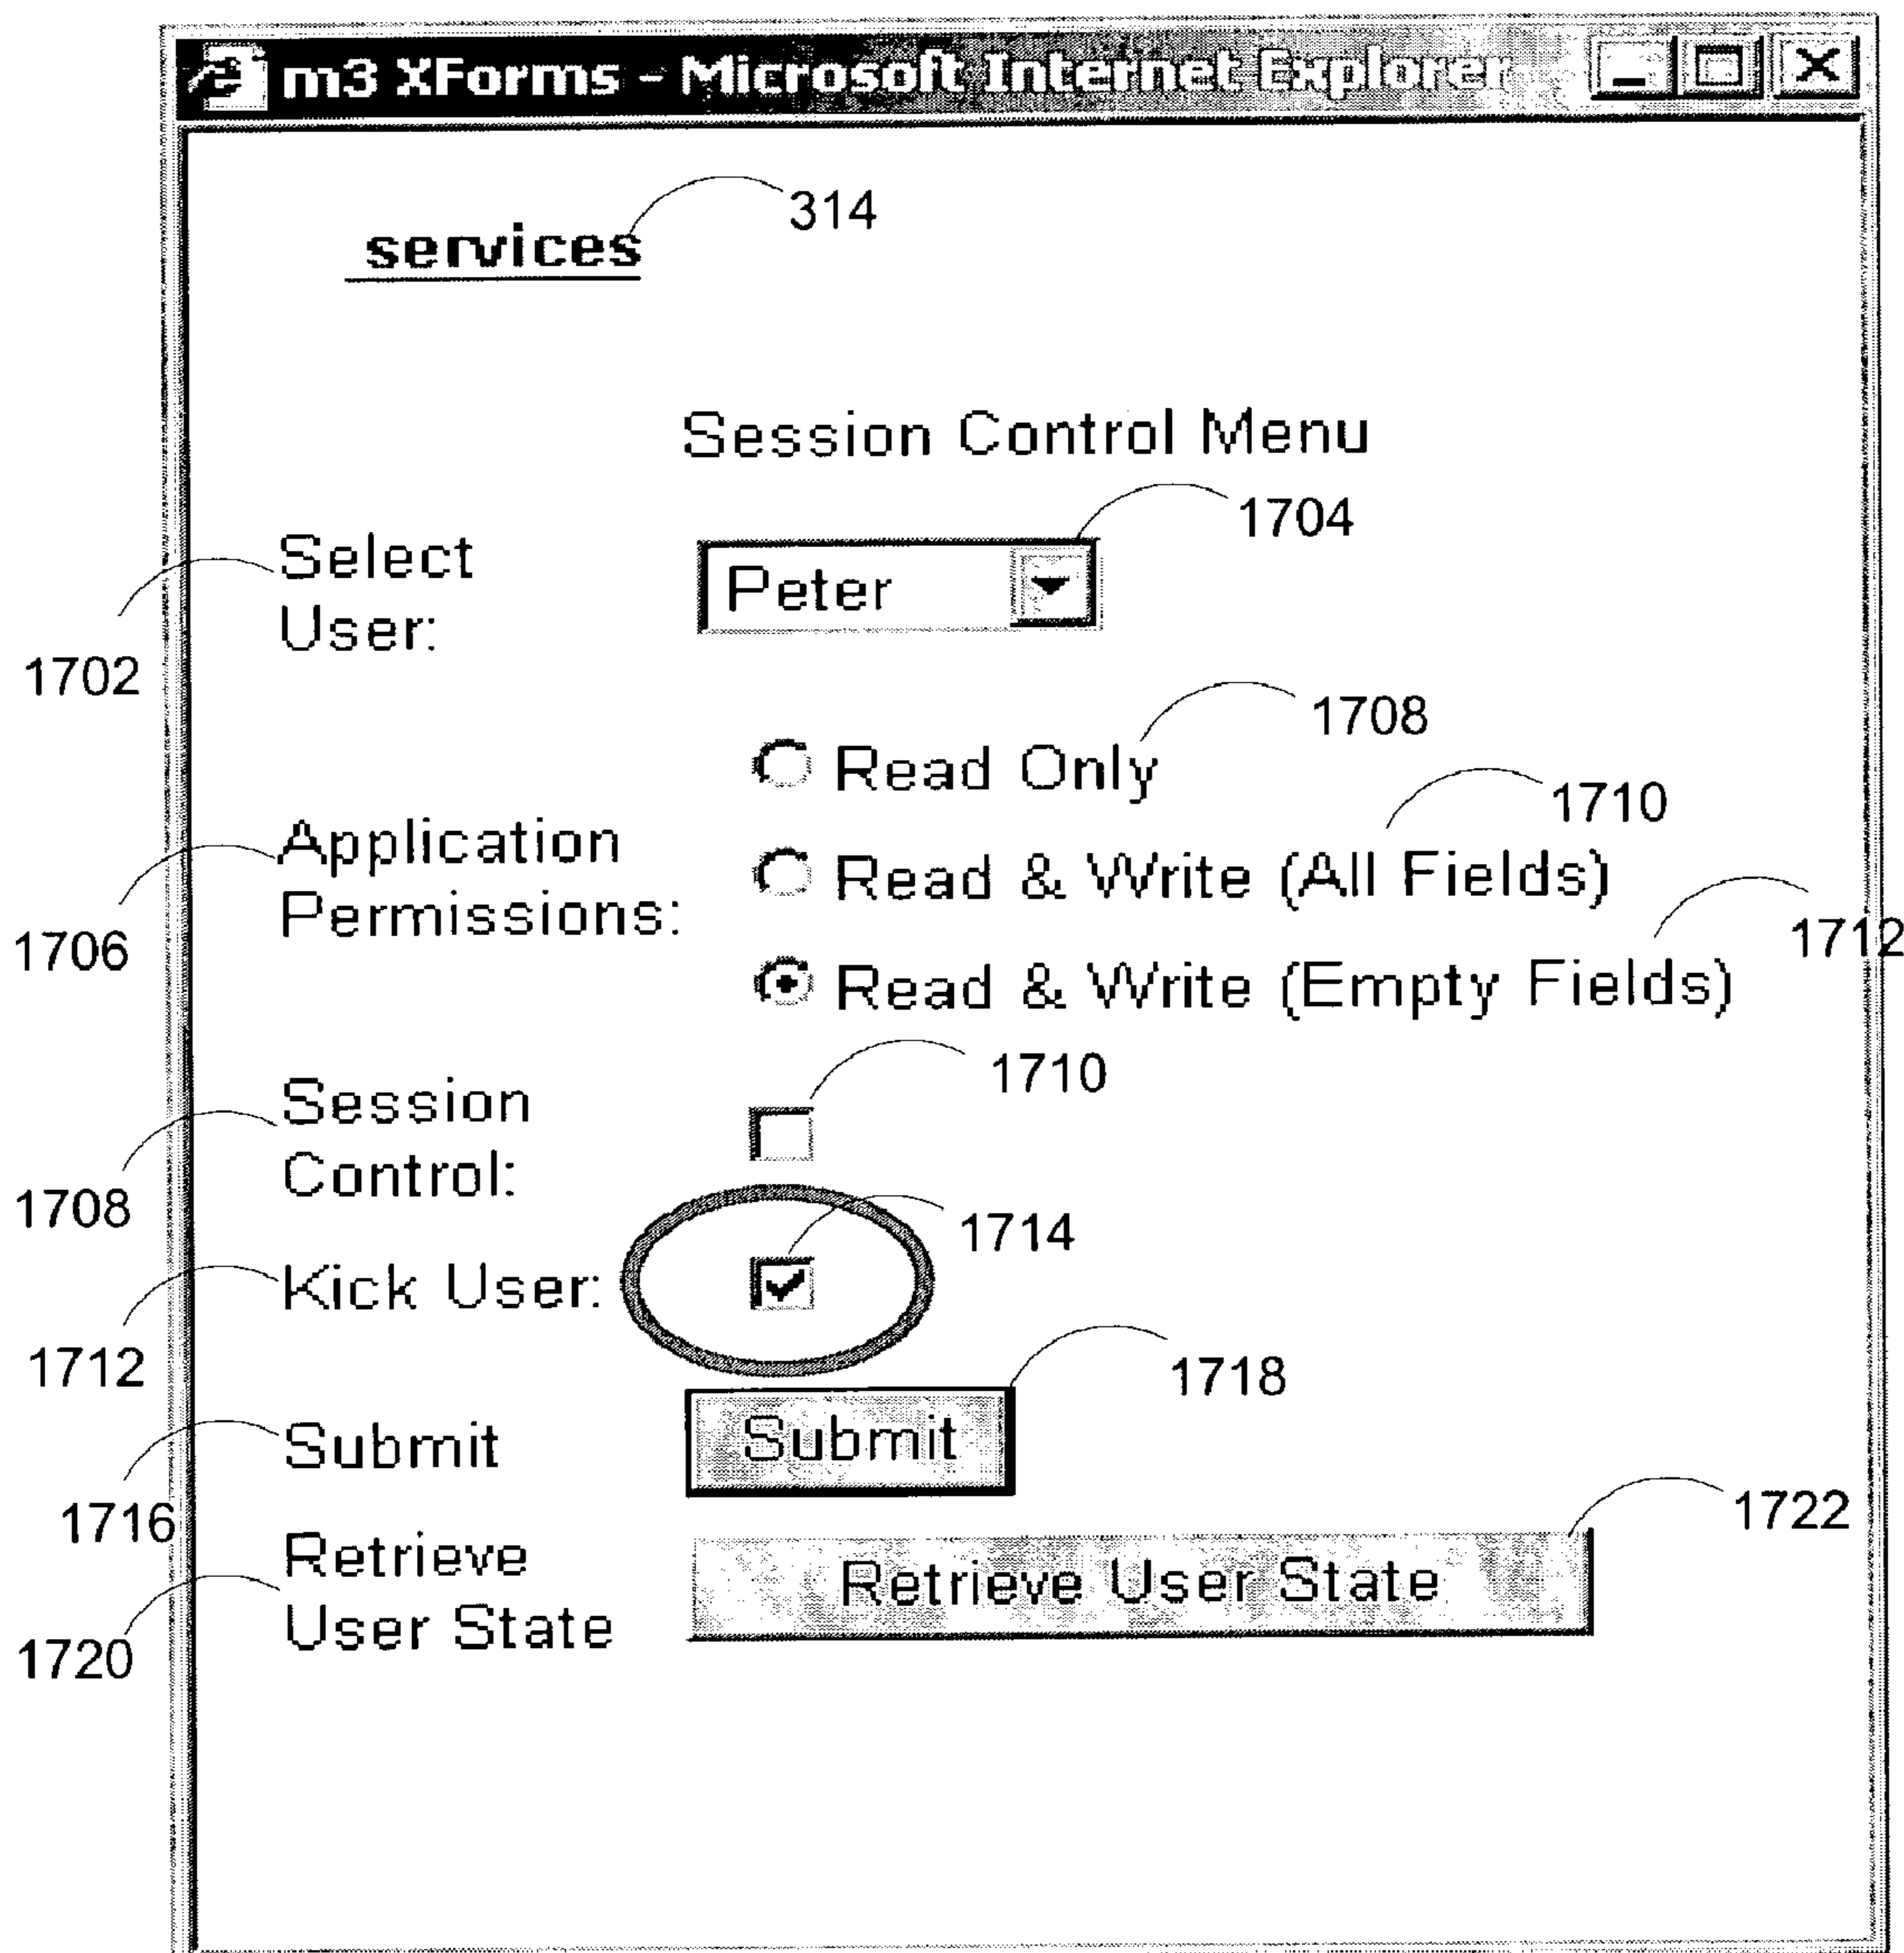 m3 XForms - Microsoft Internet Explorer
314
services
Session Control Menu
1704
Select
User:
Peter
1702
1708
Read Only
1710
Application
Permissions:
Read & Write (All Fields)
1706
1712
Read & Write (Empty Fields)
1710
Session
Control:
1708
1714
Kick User:
1712
1718
Submit
Submit
1716
1722
Retrieve
User State
Retrieve User State
1720